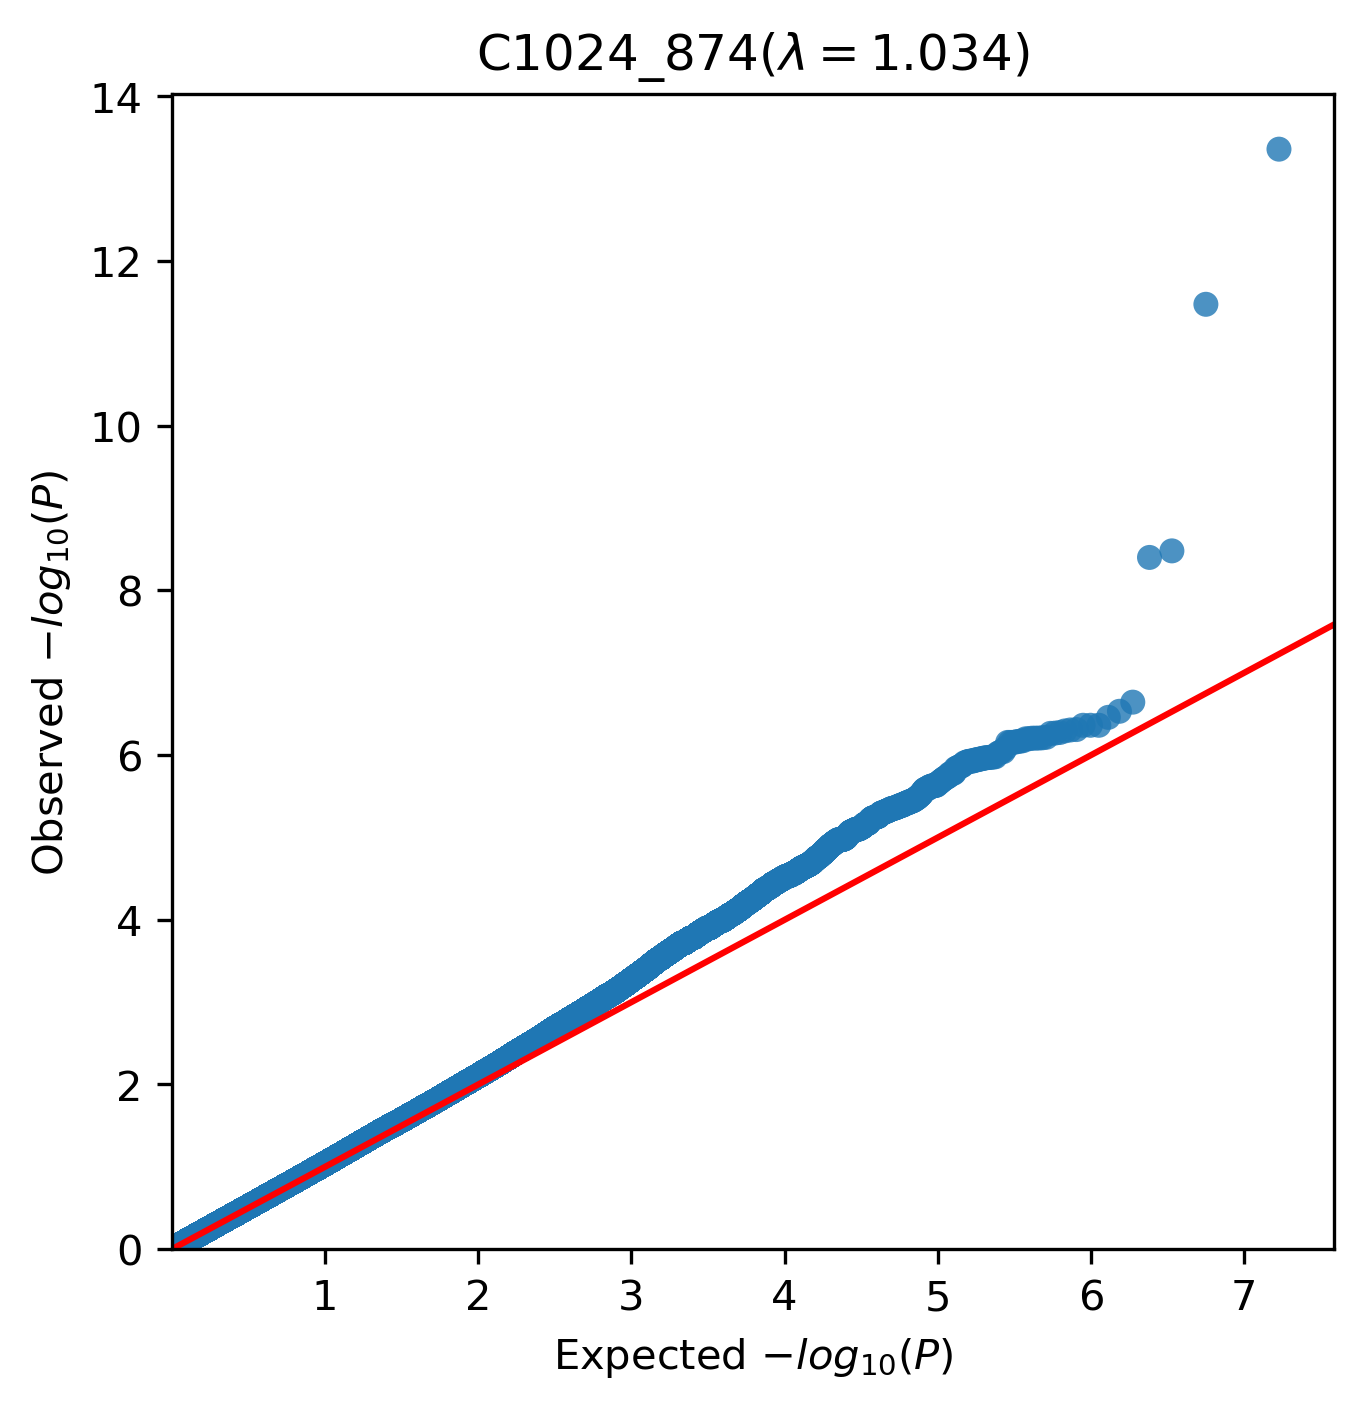 C1024_874(λ = 1.034)
14
12
10
8
6
4
2
0
Observed −log₁₀(P)
1 2 3 4 5 6 7
Expected −log₁₀(P)